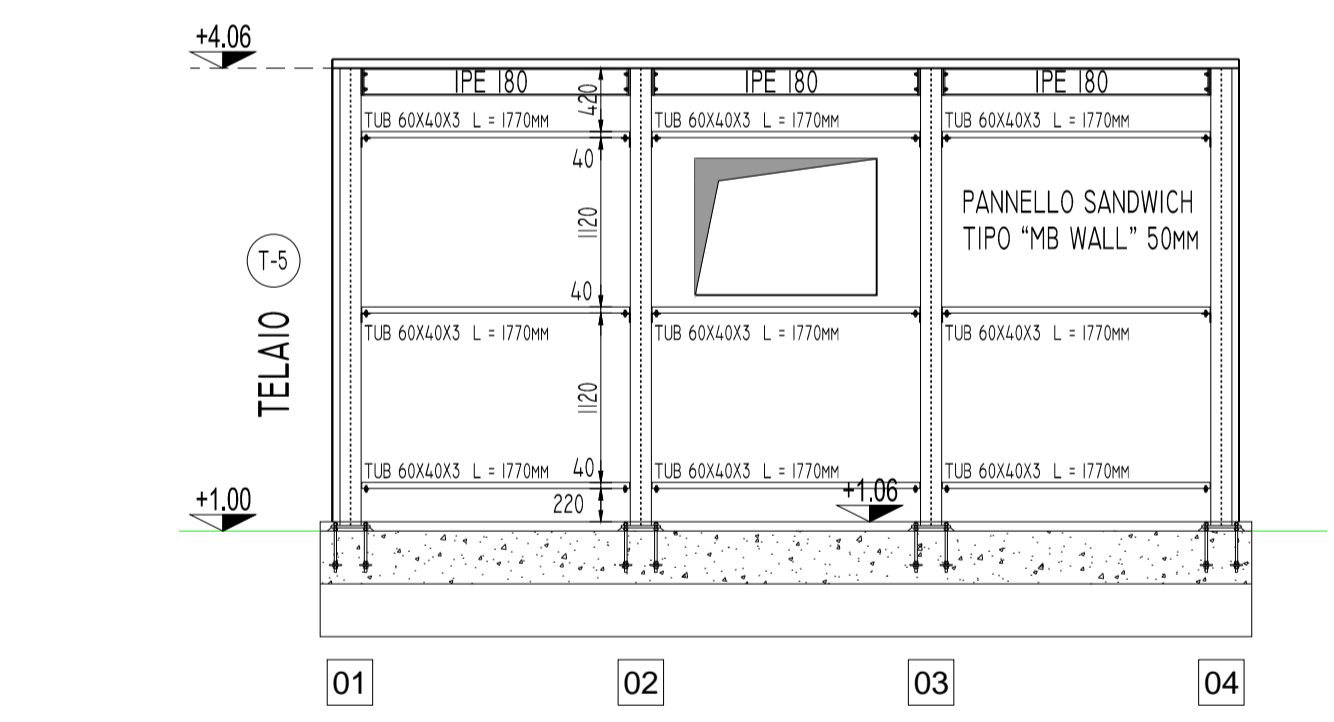 +4.06
IPE 180
IPE 180
IPE 180
420
TUB 60X40X3 L = 1770MM
TUB 60X40X3 L = 1770MM
TUB 60X40X3 L = 1770MM
40
1120
PANNELLO SANDWICH
TIPO “MB WALL” 50MM
T-5
TELAIO
40
TUB 60X40X3 L = 1770MM
TUB 60X40X3 L = 1770MM
TUB 60X40X3 L = 1770MM
1120
TUB 60X40X3 L = 1770MM
40
TUB 60X40X3 L = 1770MM
TUB 60X40X3 L = 1770MM
+1.00
220
+1.06
01
02
03
04